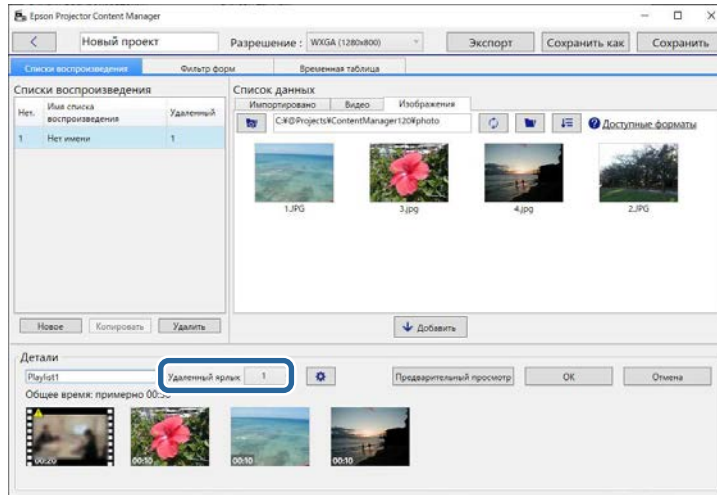 Epson Projector Content Manager
Новый проект
Разрешение : WXGA (1280x800)
Экспорт
Сохранить как
Сохранить
Списки воспроизведения
Фильтр форм
Временная таблица
Списки воспроизведения
Нет.
Имя списка воспроизведения
Удаленный
1 Нет имени 1
Новое
Копировать
Удалить
Список данных
Импортировано
Видео
Изображения
C:¥@Projects¥ContentManager120¥photo
Доступные форматы
1.JPG
3.jpg
4.jpg
2.JPG
Добавить
Детали
Playlist1
Удаленный ярлык 1
Предварительный просмотр
OK
Отмена
Общее время: примерно 00:50
00:20
00:10
00:10
00:10